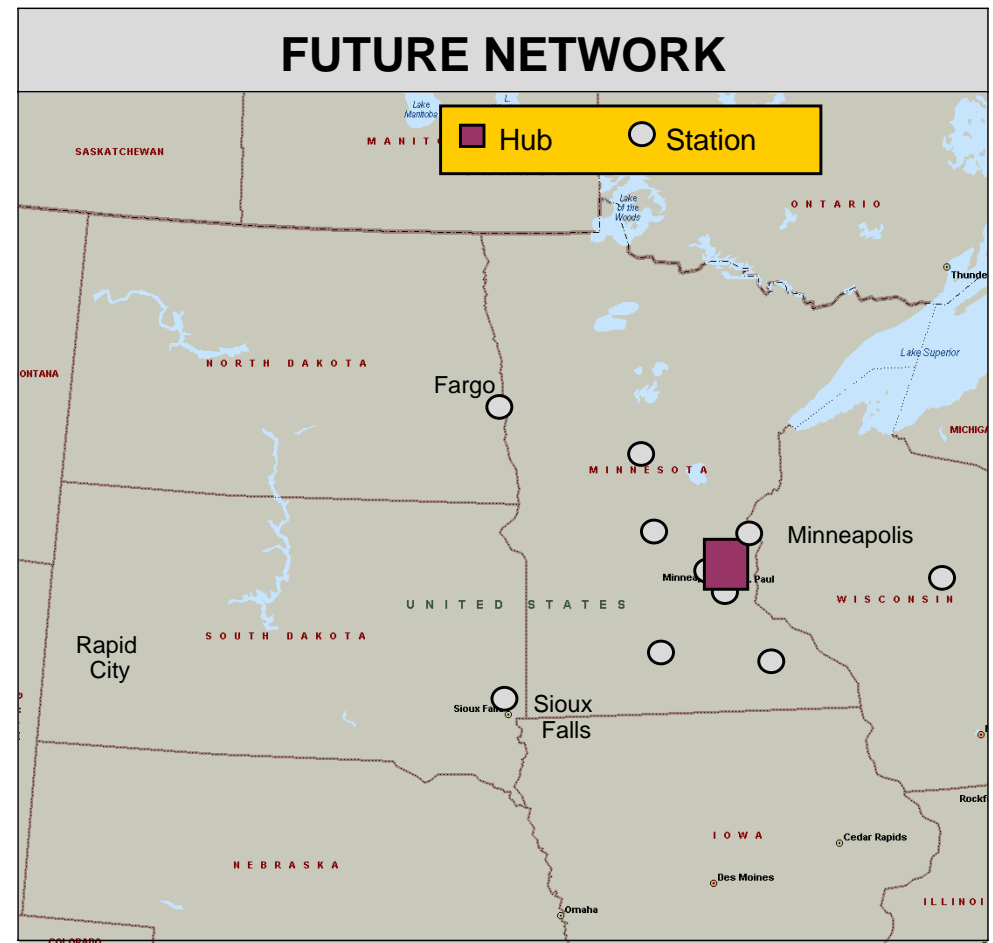 FUTURE NETWORK
Lake
Manitoba
L.
Hub
Station
SASKATCHEWAN
MANIT
Lake
of the
Woods
ONTARIO
Thunde
Lake Superior
NORTH DAKOTA
ONTANA
Fargo
MICHIGA
MINNESOTA
Minneapolis
Minnea
Paul
WISCONSIN
UNITED STATES
SOUTH DAKOTA
Rapid
City
Sioux Falls
Sioux
Falls
Rockf
IOWA
Cedar Rapids
NEBRASKA
Des Moines
ILLINOI
Omaha
COLORADO